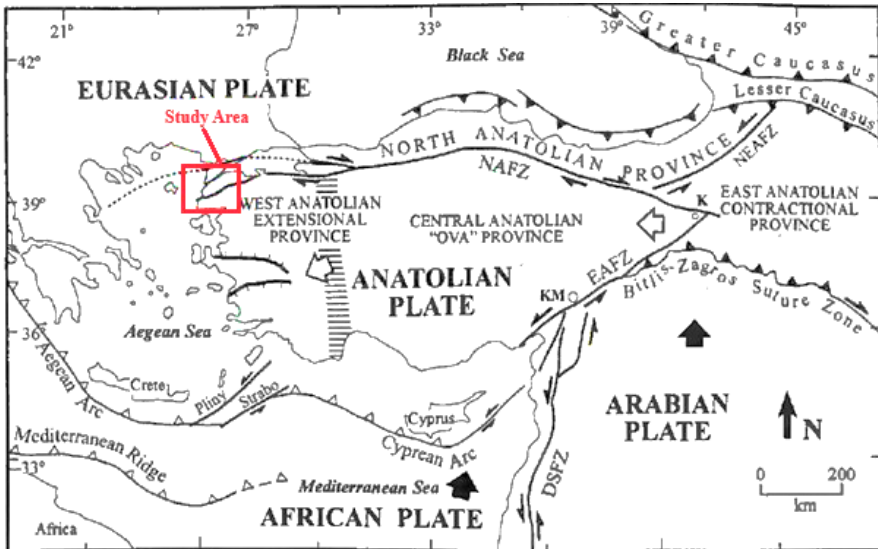 21°
27°
33°
39°
45°
42°
Black Sea
Greater Caucasus
Lesser Caucasus
EURASIAN PLATE
Study Area
NORTH ANATOLIAN PROVINCE
NAFZ
NEAFZ
39°
WEST ANATOLIAN
EXTENSIONAL
PROVINCE
CENTRAL ANATOLIAN
"OVA" PROVINCE
K
EAST ANATOLIAN
CONTRACTIONAL
PROVINCE
ANATOLIAN
PLATE
EAFZ
KM
Bitlis-Zagros Suture Zone
Aegean Sea
36°
Aegean Arc
Crete
Pliny
Strabo
Cyprus
Cyprean Arc
ARABIAN
PLATE
N
Mediterranean Ridge
33°
Mediterranean Sea
DSFZ
0 200
km
AFRICAN PLATE
Africa